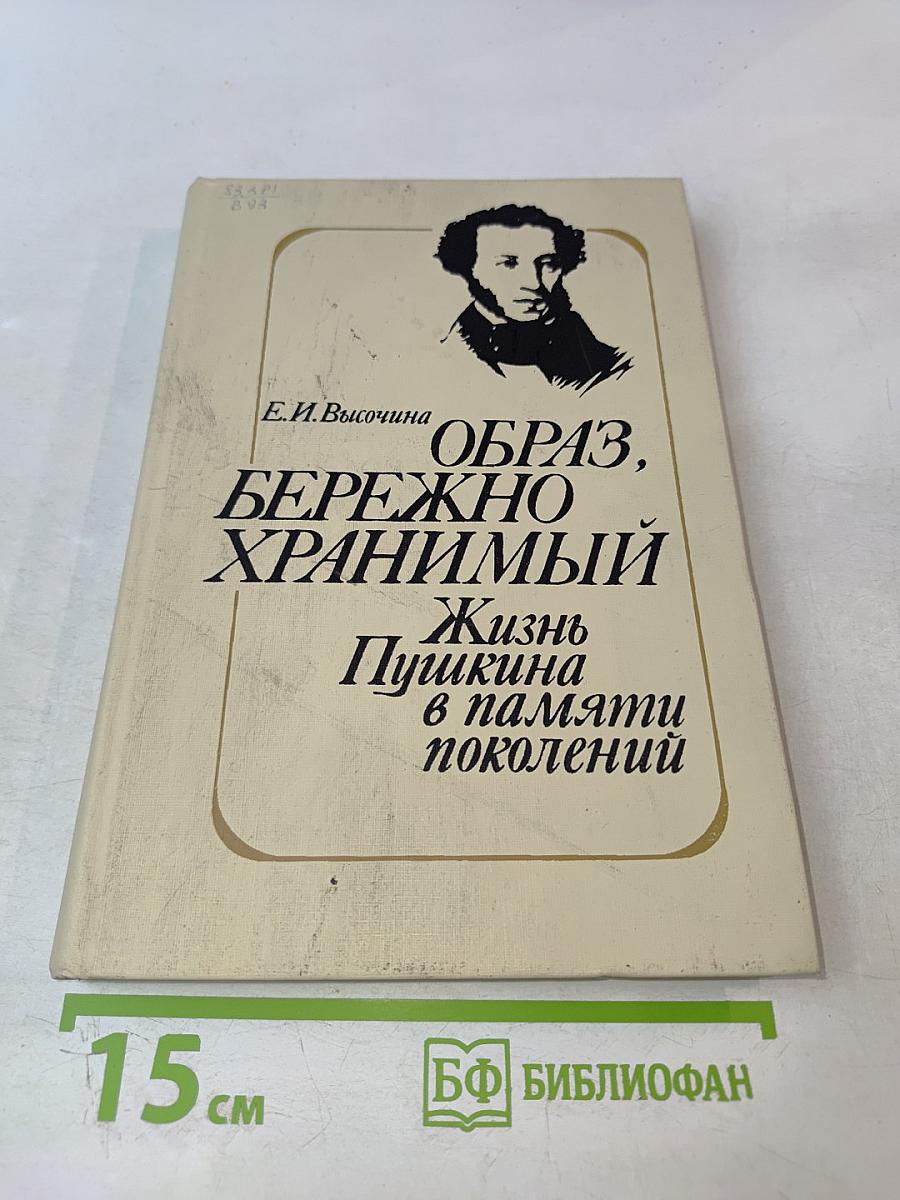 Е.И.Высочина
ОБРАЗ,
БЕРЕЖНО
ХРАНИМЫЙ
Жизнь
Пушкина
в памяти
поколений
15 см
БФ БИБЛИОФАН